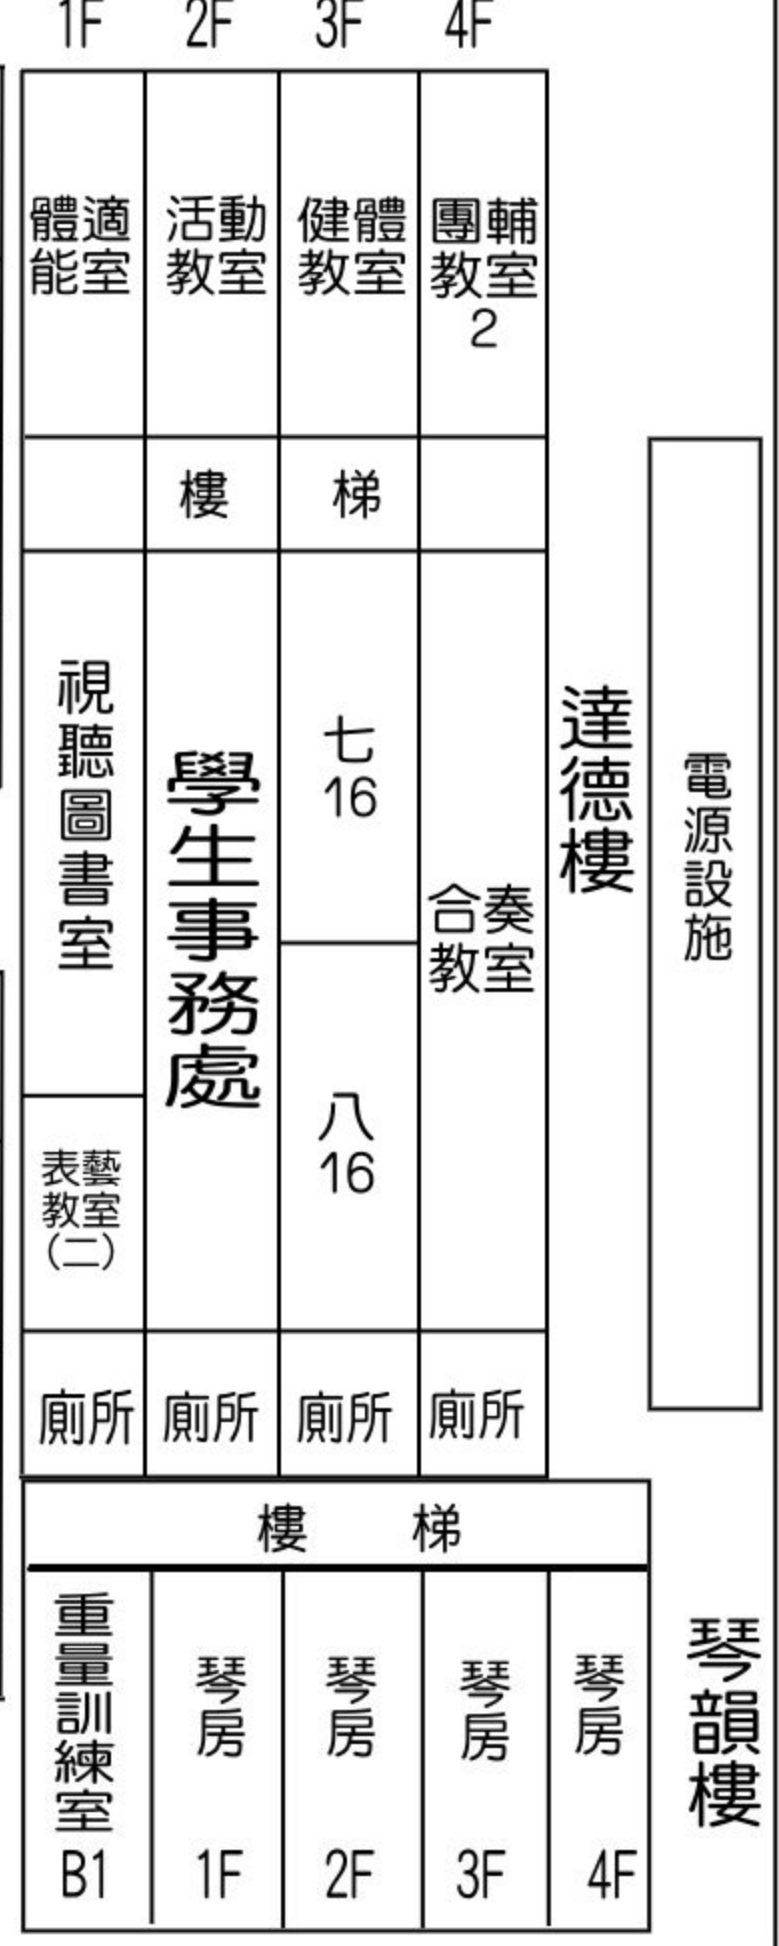 1F 2F 3F 4F
體適
能室
活動
教室
健體
教室
團輔
教室
2
樓 梯
視聽圖書室
學生事務處
七
16
合奏
教室
達德樓
電源設施
八
16
表藝
教室
(二)
廁所 廁所 廁所 廁所
樓 梯
重量訓練室
B1
琴房
1F
琴房
2F
琴房
3F
琴房
4F
琴韻樓